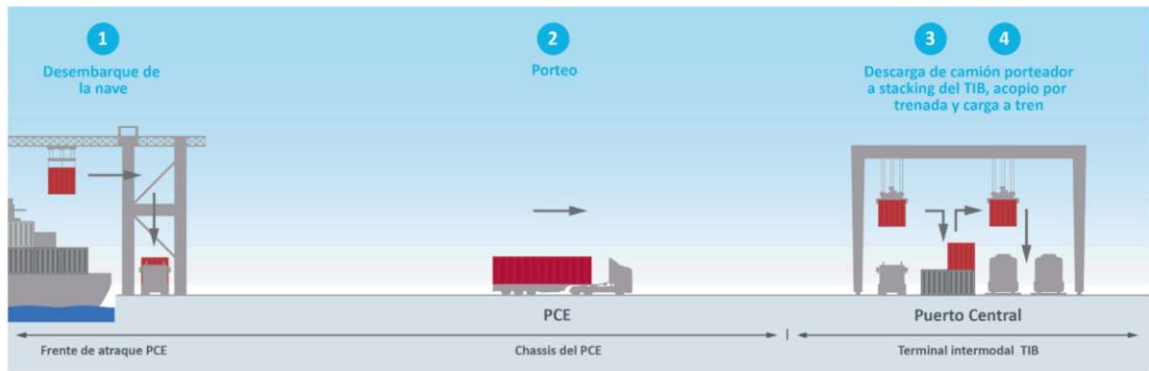 1
Desembarque de
la nave
2
Porteo
3 4
Descarga de camión porteador
a stacking del TIB, acopio por
trenada y carga a tren
PCE
Puerto Central
Frente de atraque PCE
Chassis del PCE
Terminal intermodal TIB